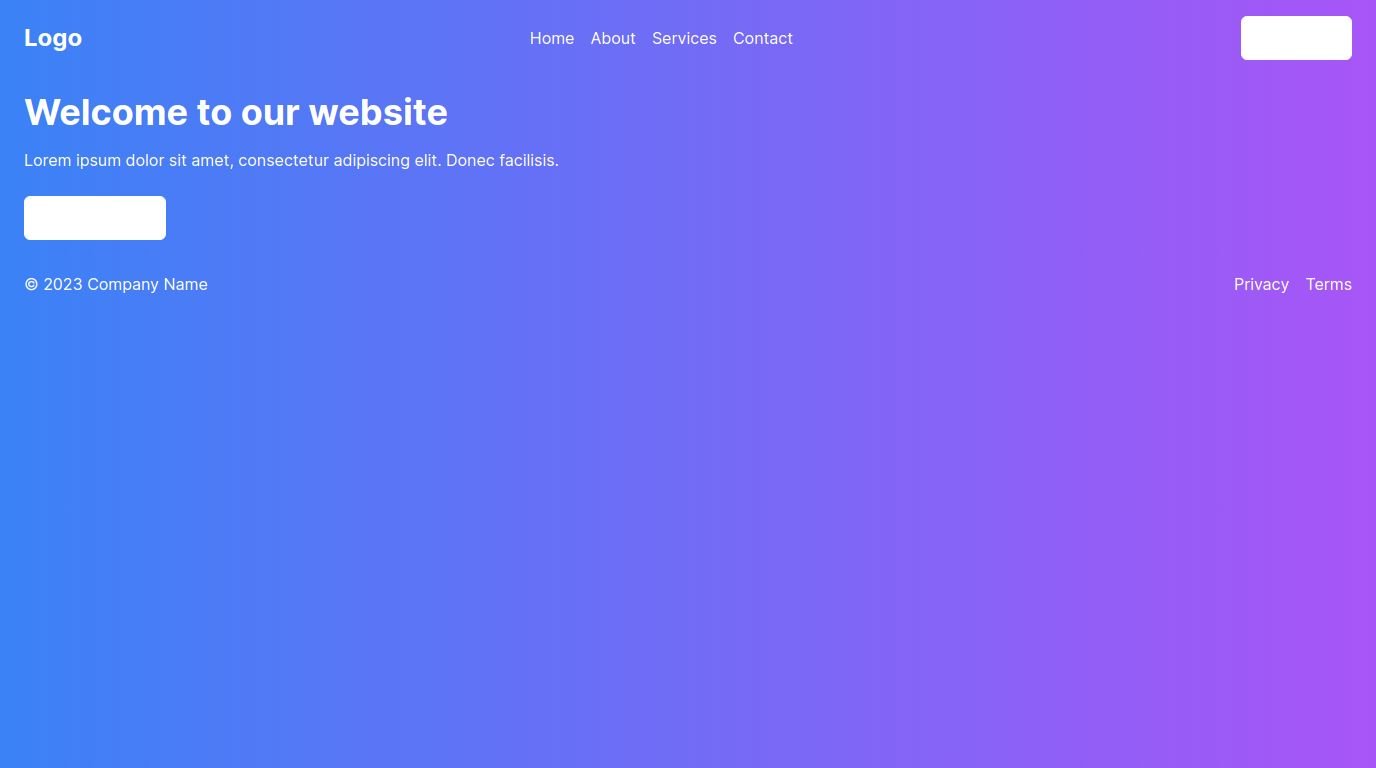 Logo
Home About Services Contact
Welcome to our website
Lorem ipsum dolor sit amet, consectetur adipiscing elit. Donec facilisis.
© 2023 Company Name
Privacy Terms